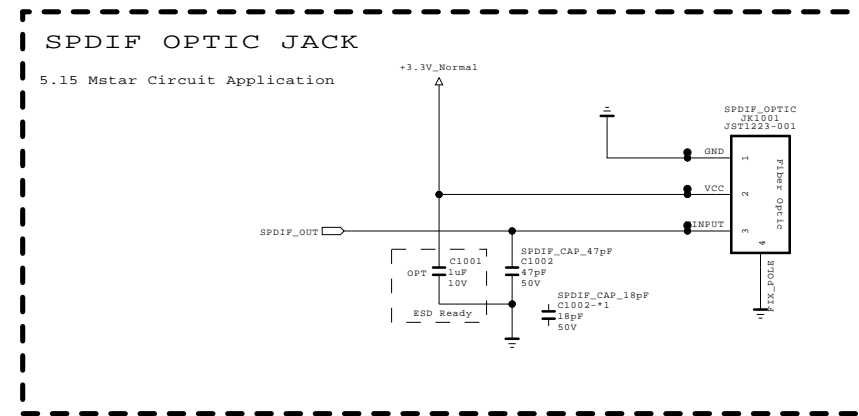 SPDIF OPTIC JACK
5.15 Mstar Circuit Application
+3.3V_Normal
SPDIF_OPTIC
JK1001
JST1223-001
GND
1
VCC
2
INPUT
3
4
Fiber Optic
FIX_POLE
SPDIF_OUT
OPT
C1001
1uF
10V
ESD Ready
SPDIF_CAP_47pF
C1002
47pF
50V
SPDIF_CAP_18pF
C1002-*1
18pF
50V